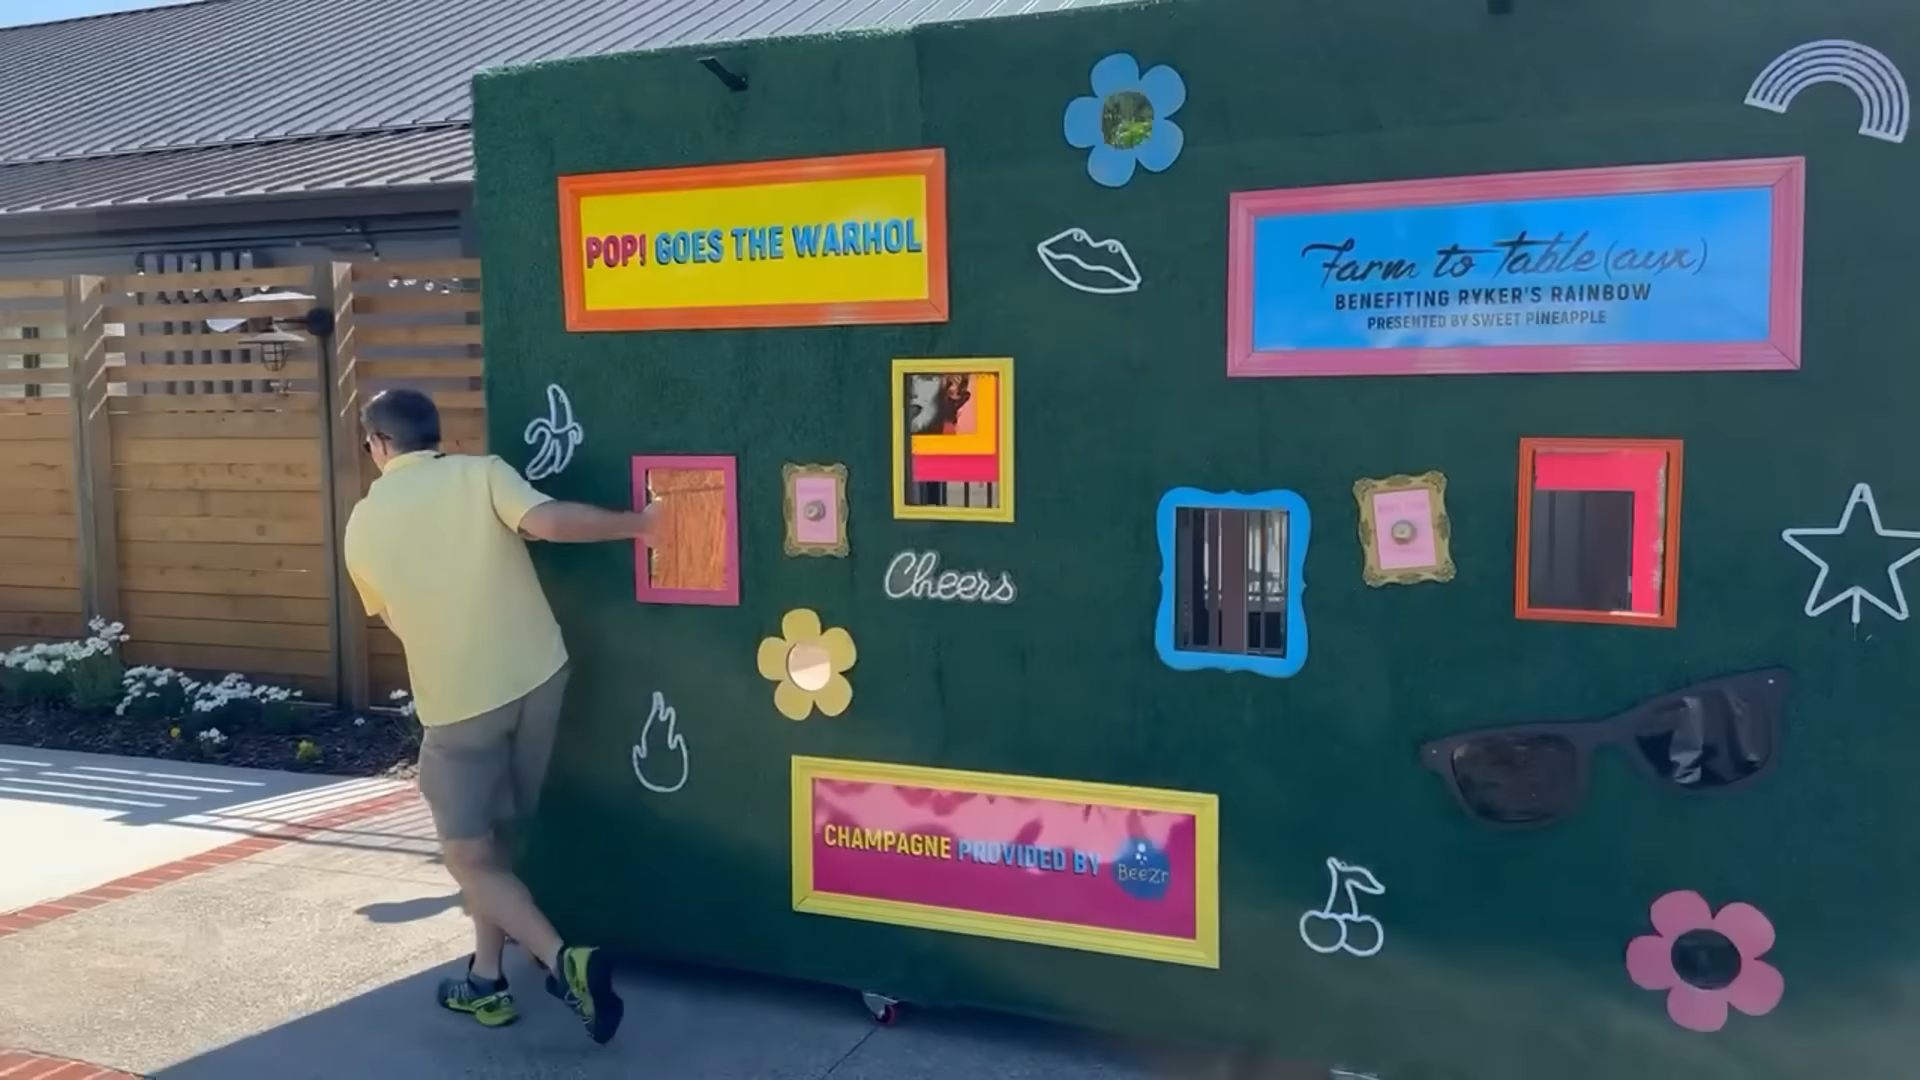 POP! GOES THE WARHOL
Farm to Table(aux)
BENEFITING RYKER'S RAINBOW
PRESENTED BY SWEET PINEAPPLE
Cheers
CHAMPAGNE PROVIDED BY
BeeZr